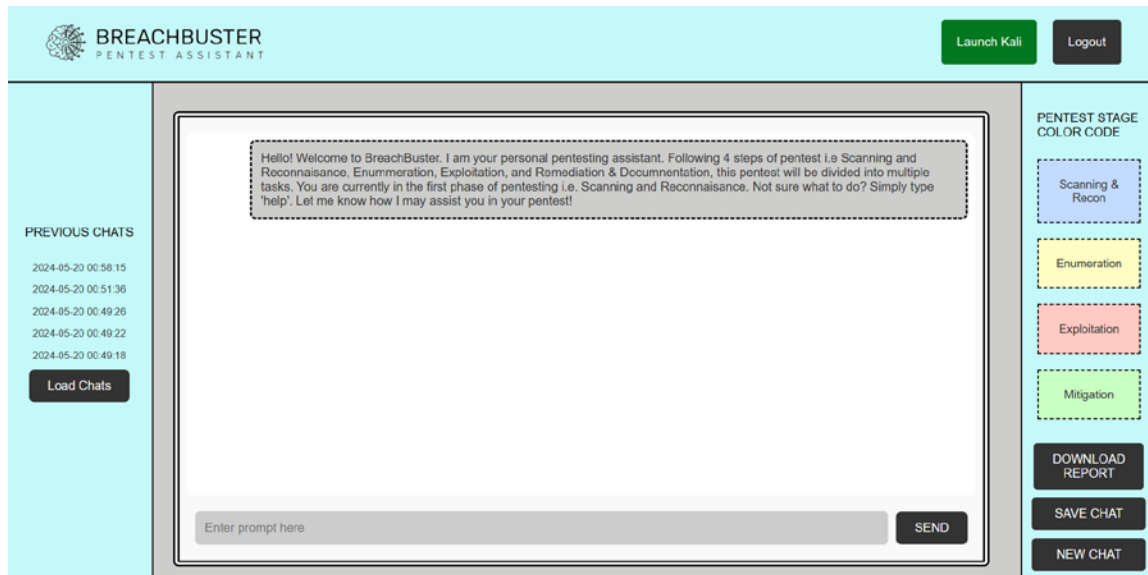 BREACHBUSTER
PENTEST ASSISTANT
Launch Kali
Logout
PREVIOUS CHATS
2024-05-20 00:58:15
2024-05-20 00:51:36
2024-05-20 00:49:26
2024-05-20 00:49:22
2024-05-20 00:49:18
Load Chats
Hello! Welcome to BreachBuster. I am your personal pentesting assistant. Following 4 steps of pentest i.e Scanning and
Reconnaisance, Enummeration, Exploitation, and Remediation & Documnentation, this pentest will be divided into multiple
tasks. You are currently in the first phase of pentesting i.e. Scanning and Reconnaisance. Not sure what to do? Simply type
'help'. Let me know how I may assist you in your pentest!
Enter prompt here
SEND
PENTEST STAGE
COLOR CODE
Scanning &
Recon
Enumeration
Exploitation
Mitigation
DOWNLOAD
REPORT
SAVE CHAT
NEW CHAT